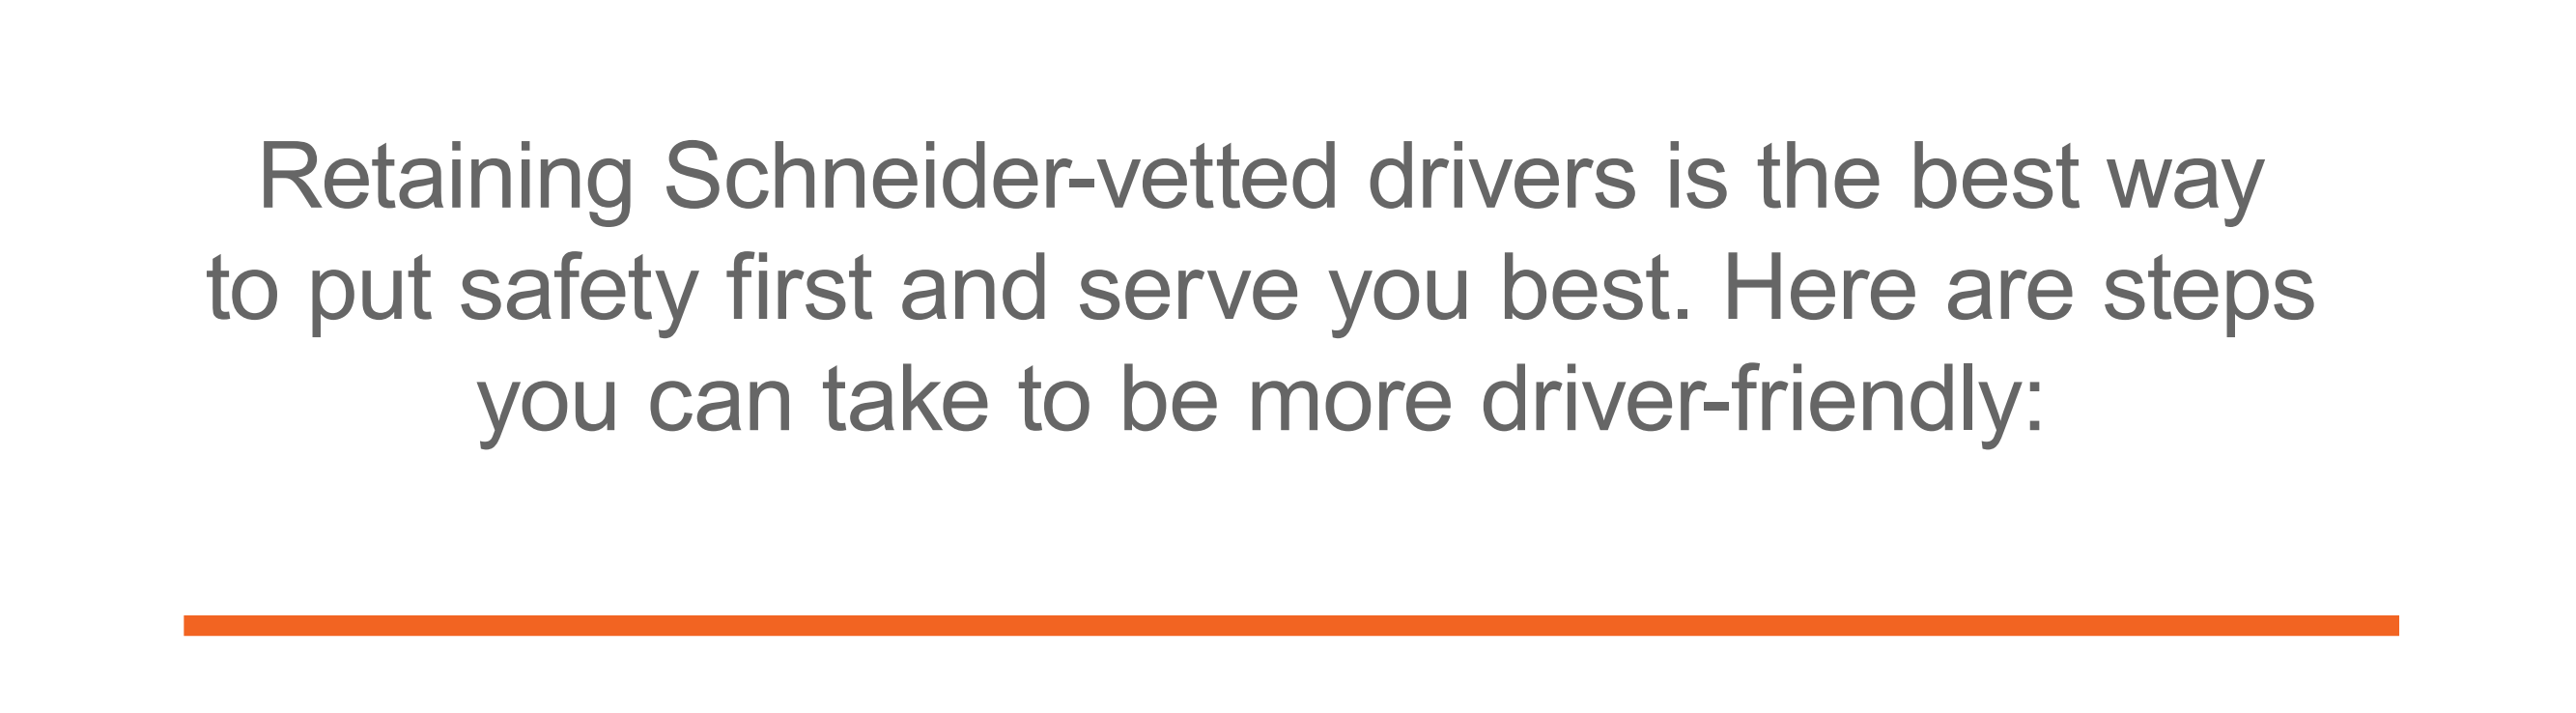 Retaining Schneider-vetted drivers is the best way
to put safety first and serve you best. Here are steps
you can take to be more driver-friendly: